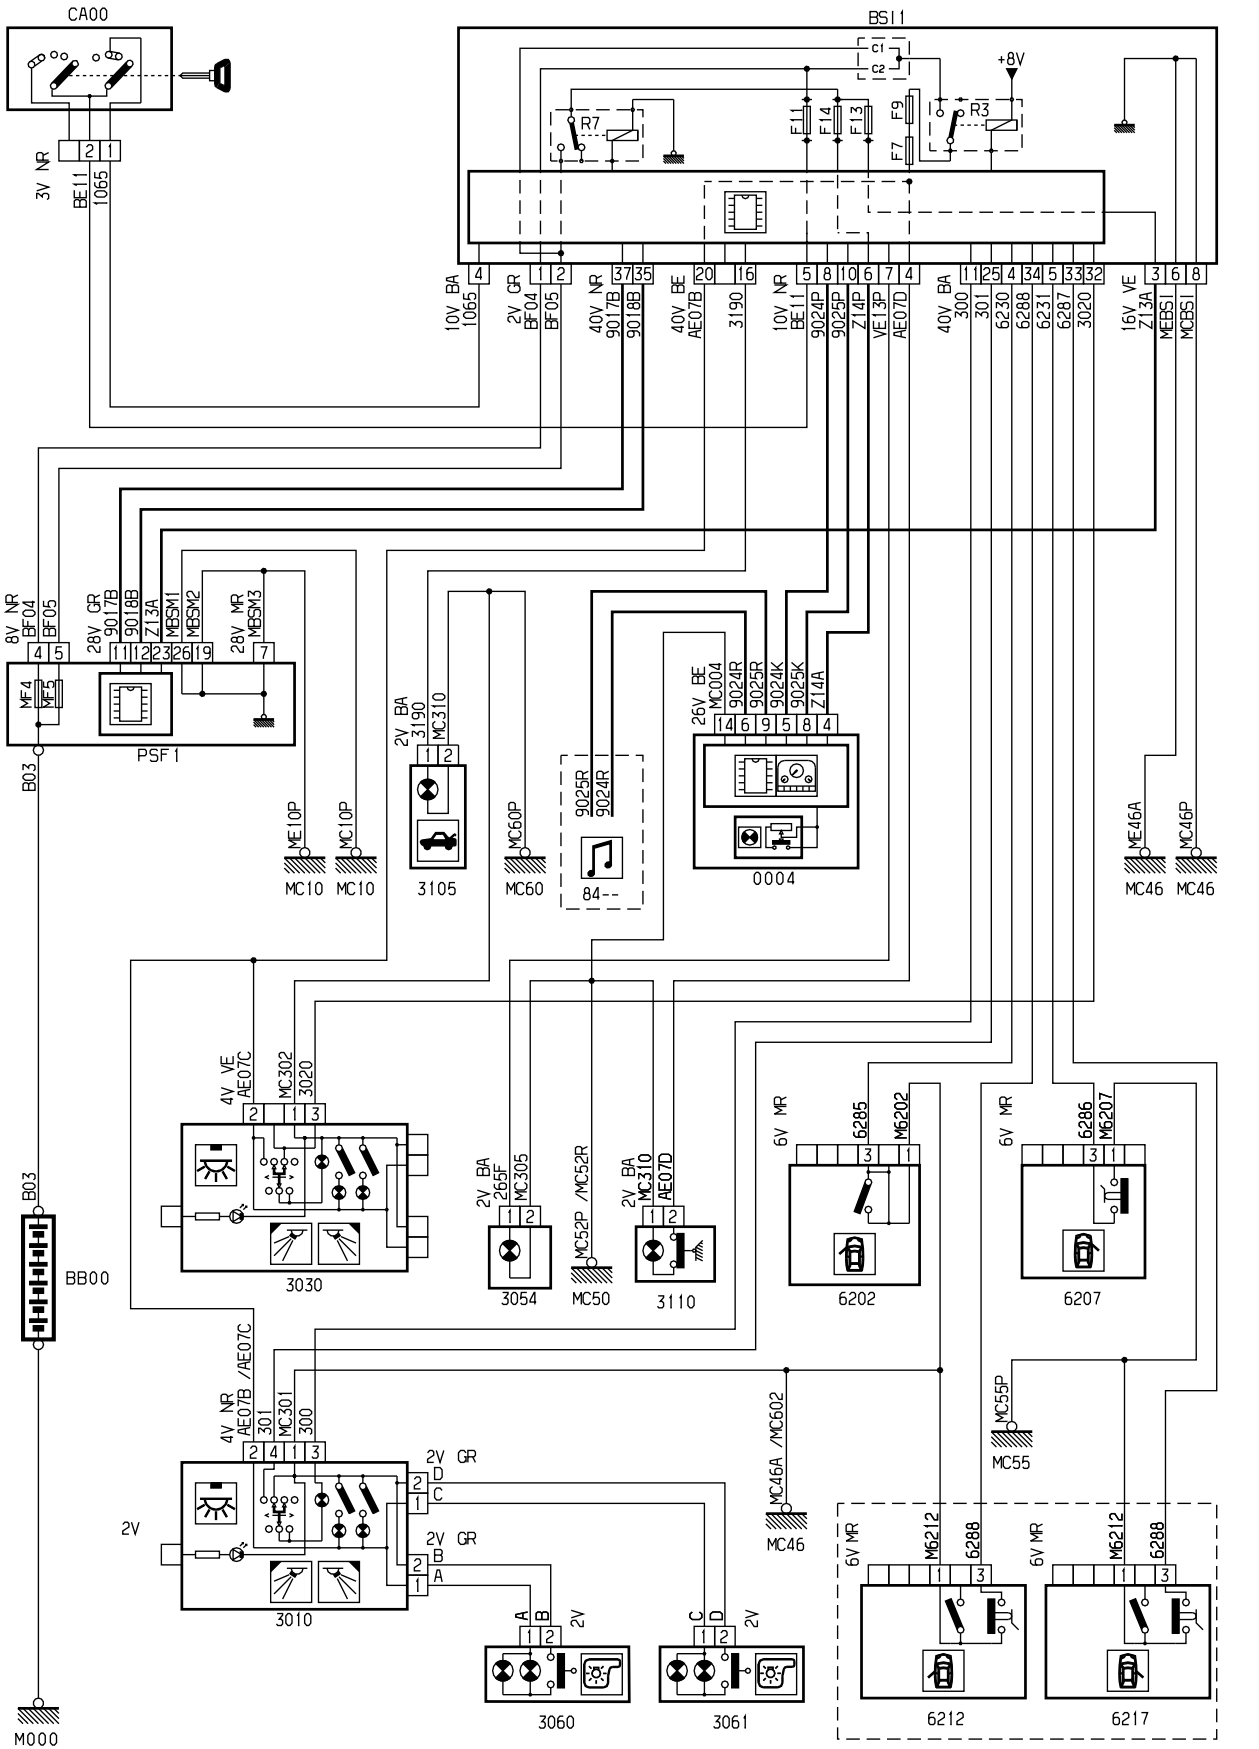 CA00
BSI1
C1
C2
+8V
R7
F11
F14
F13
F9
F7
R3
2 1
3V NR
BE11
1065
4 1 2 37 35 20 16 5 8 10 6 7 4 11 25 4 34 5 33 32 3 6 8
10V BA
1065
2V GR
BF04
BF05
40V NR
9017B
9018B
40V BE
AE07B
3190
10V NR
BE11
9024P
9025P
Z14P
VE13P
AE07D
40V BA
300
301
6230
6288
6231
6287
3020
16V VE
Z13A
MEBSI
MCBSI
8V NR
BF04
BF05
28V GR
9017B
9018B
Z13A
MBSM1
MBSM2
28V MR
MBSM3
4 5 11 12 23 26 19 7
MF4
MF5
PSF1
B03
2V BA
3190
MC310
1 2
3105
ME10P
MC10
MC10P
MC10
MC60P
MC60
9025R
9024R
84--
26V BE
MC004
9024R
9025R
9024K
9025K
Z14A
14 6 9 5 8 4
0004
ME46A
MC46
MC46P
MC46
4V VE
AE07C
MC302
3020
2 1 3
3030
B03
BB00
M000
2V BA
265F
MC305
1 2
3054
MC52P /MC52R
MC50
2V BA
MC310
AE07D
1 2
3110
6V MR
6285
M6202
3 1
6202
6V MR
6286
M6207
3 1
6207
4V NR
AE07B /AE07C
301
MC301
300
2 4 1 3
2V
3010
2V GR
2 D
1 C
2V GR
2 B
1 A
A
B
2V
1 2
3060
C
D
2V
1 2
3061
MC46A /MC602
MC46
MC55P
MC55
6V MR
M6212
6288
1 3
6212
6V MR
M6212
6288
1 3
6217